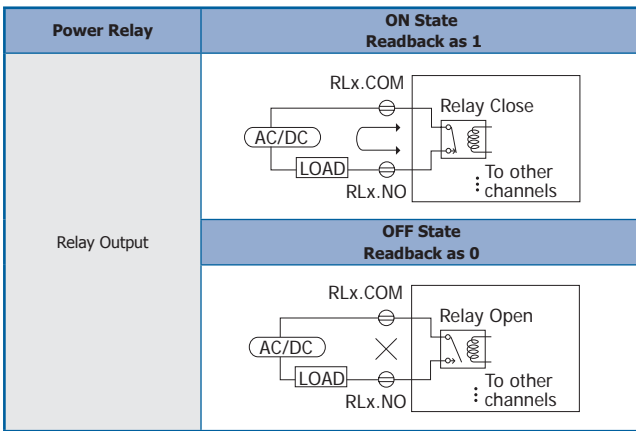 Power Relay
ON State
Readback as 1
Relay Output
RLx.COM
Relay Close
AC/DC
LOAD
To other
channels
RLx.NO
OFF State
Readback as 0
RLx.COM
Relay Open
AC/DC
LOAD
To other
channels
RLx.NO